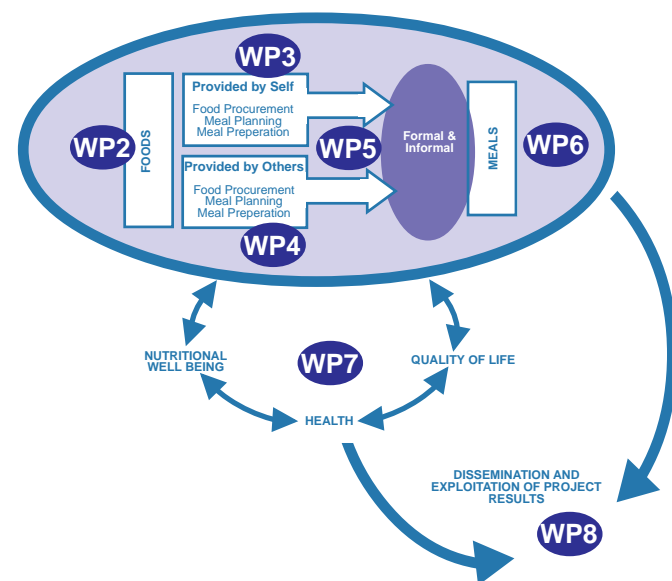 WP3
Provided by Self
Food Procurement
Meal Planning
Meal Preperation
WP2
FOODS
WP5
Formal &
Informal
MEALS
WP6
Provided by Others
Food Procurement
Meal Planning
Meal Preperation
WP4
NUTRITIONAL
WELL BEING
WP7
QUALITY OF LIFE
HEALTH
DISSEMINATION AND
EXPLOITATION OF PROJECT
RESULTS
WP8